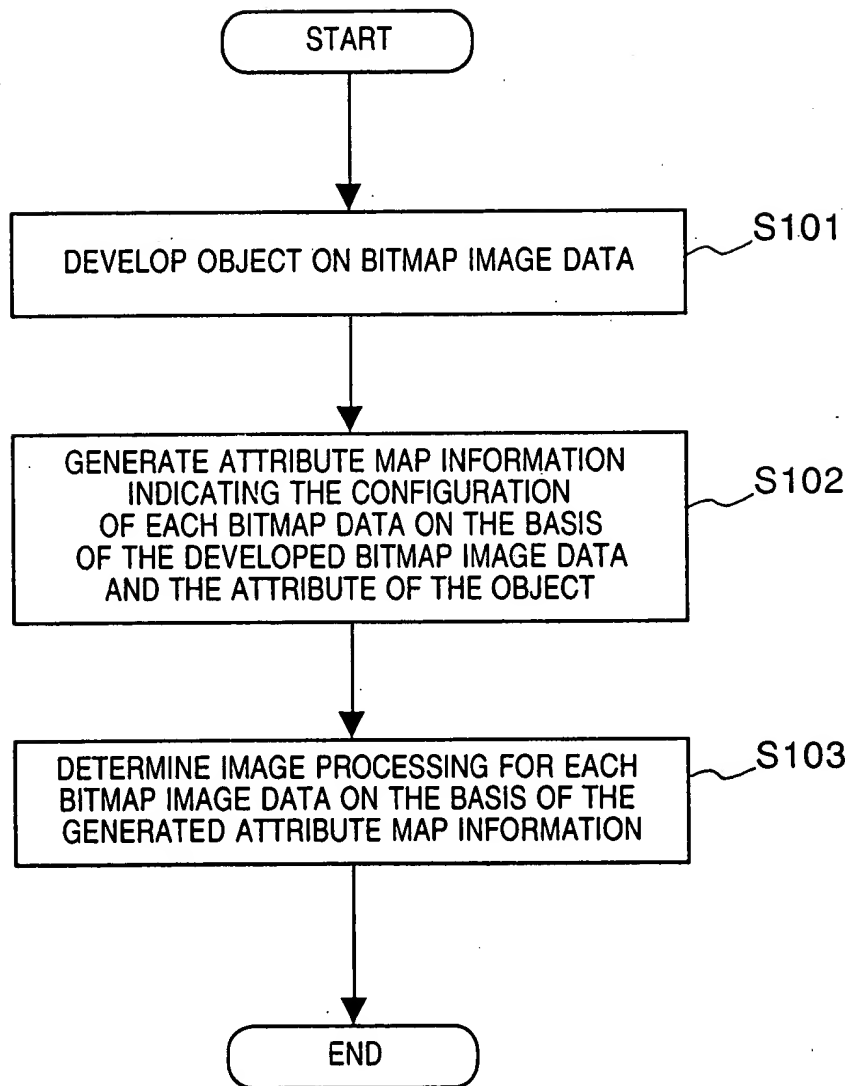 START
DEVELOP OBJECT ON BITMAP IMAGE DATA
S101
GENERATE ATTRIBUTE MAP INFORMATION
INDICATING THE CONFIGURATION
OF EACH BITMAP DATA ON THE BASIS
OF THE DEVELOPED BITMAP IMAGE DATA
AND THE ATTRIBUTE OF THE OBJECT
S102
DETERMINE IMAGE PROCESSING FOR EACH
BITMAP IMAGE DATA ON THE BASIS OF THE
GENERATED ATTRIBUTE MAP INFORMATION
S103
END